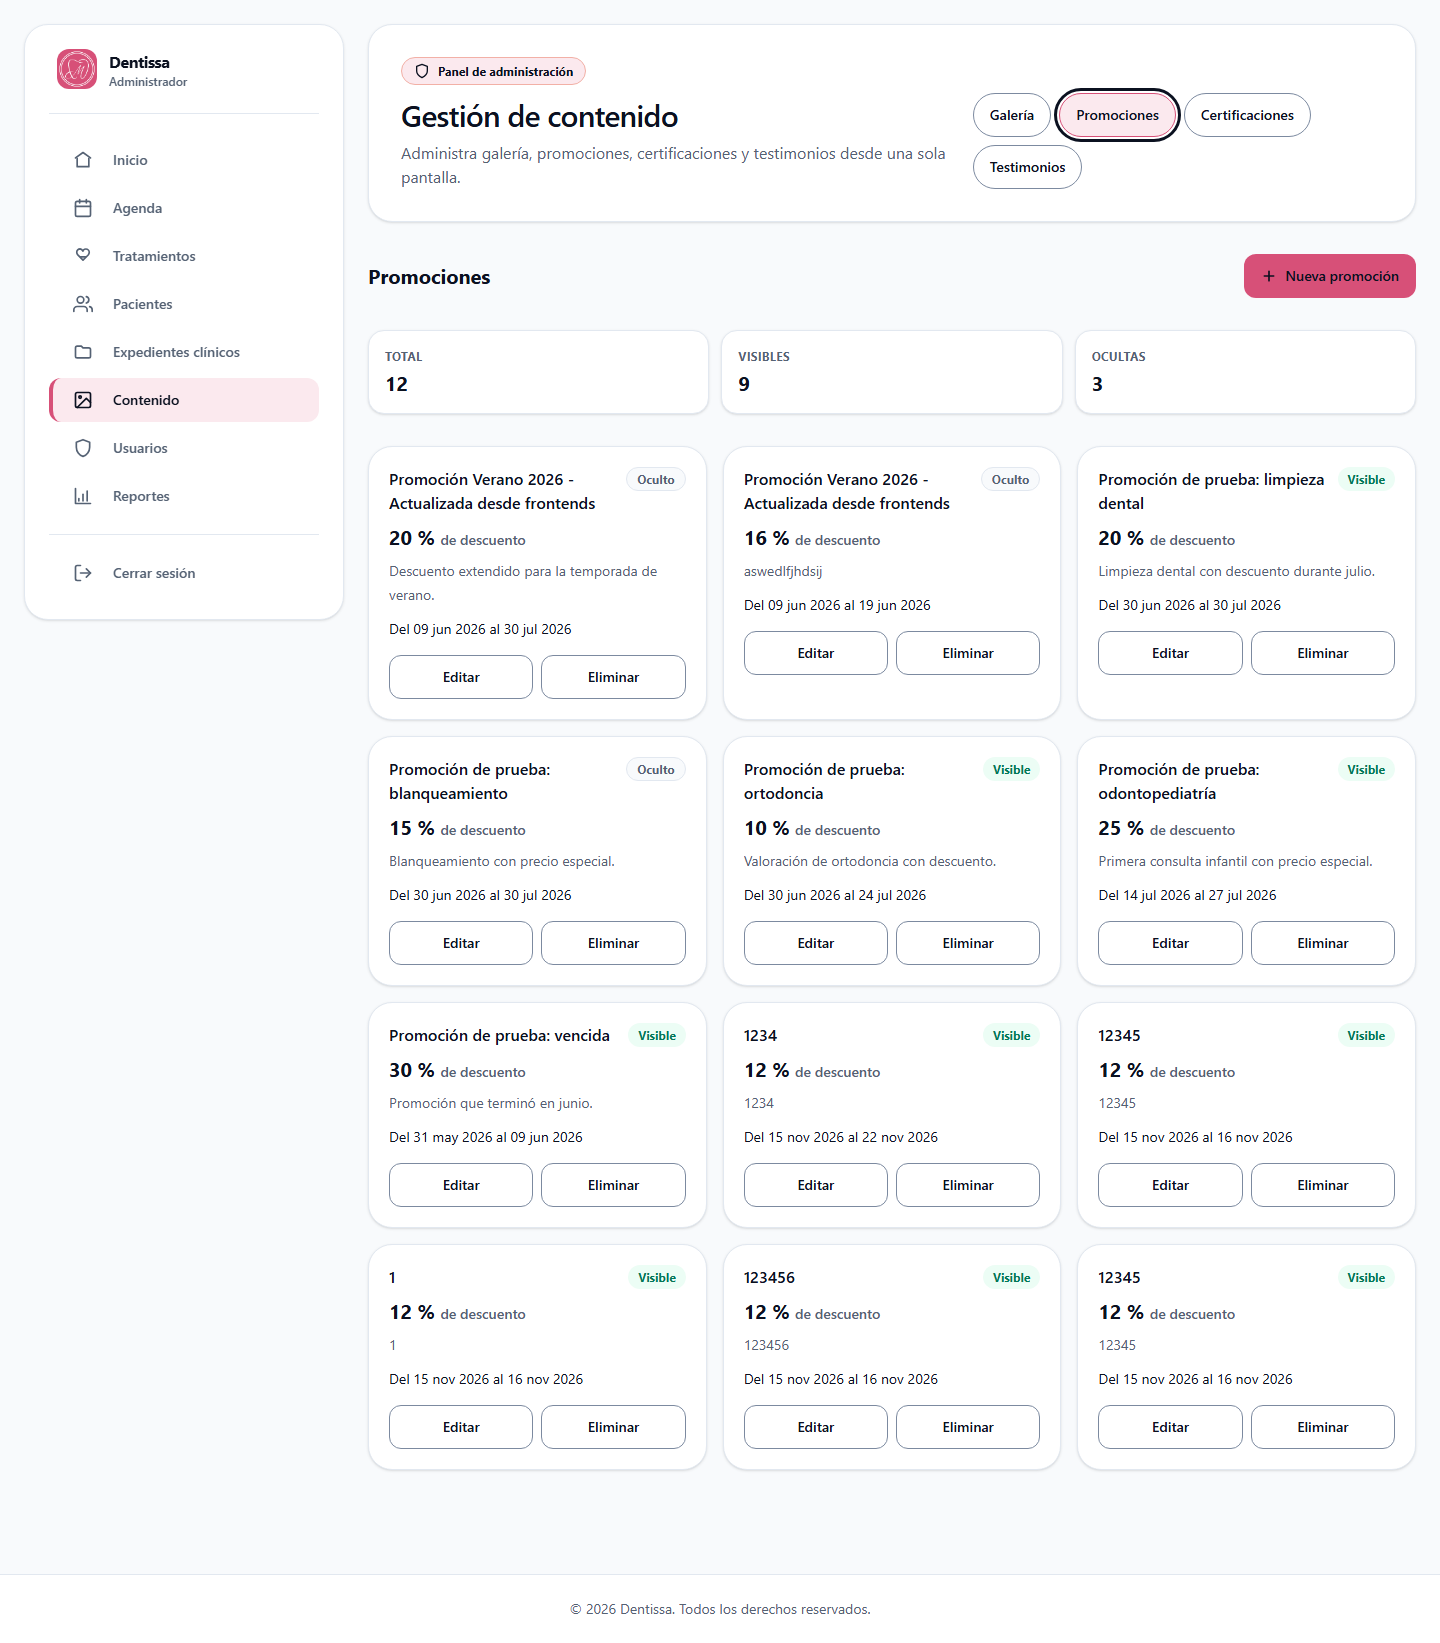 Dentissa
Administrador
Inicio
Agenda
Tratamientos
Pacientes
Expedientes clínicos
Contenido
Usuarios
Reportes
Cerrar sesión
Panel de administración
Gestión de contenido
Administra galería, promociones, certificaciones y testimonios desde una sola
pantalla.
Galería
Promociones
Certificaciones
Testimonios
Promociones
+ Nueva promoción
TOTAL
12
VISIBLES
9
OCULTAS
3
Promoción Verano 2026 -
Actualizada desde frontends
Oculto
20 % de descuento
Descuento extendido para la temporada de
verano.
Del 09 jun 2026 al 30 jul 2026
Editar
Eliminar
Promoción Verano 2026 -
Actualizada desde frontends
Oculto
16 % de descuento
aswedlfjhdsij
Del 09 jun 2026 al 19 jun 2026
Editar
Eliminar
Promoción de prueba: limpieza
dental
Visible
20 % de descuento
Limpieza dental con descuento durante julio.
Del 30 jun 2026 al 30 jul 2026
Editar
Eliminar
Promoción de prueba:
blanqueamiento
Oculto
15 % de descuento
Blanqueamiento con precio especial.
Del 30 jun 2026 al 30 jul 2026
Editar
Eliminar
Promoción de prueba:
ortodoncia
Visible
10 % de descuento
Valoración de ortodoncia con descuento.
Del 30 jun 2026 al 24 jul 2026
Editar
Eliminar
Promoción de prueba:
odontopediatría
Visible
25 % de descuento
Primera consulta infantil con precio especial.
Del 14 jul 2026 al 27 jul 2026
Editar
Eliminar
Promoción de prueba: vencida
Visible
30 % de descuento
Promoción que terminó en junio.
Del 31 may 2026 al 09 jun 2026
Editar
Eliminar
1234
Visible
12 % de descuento
1234
Del 15 nov 2026 al 22 nov 2026
Editar
Eliminar
12345
Visible
12 % de descuento
12345
Del 15 nov 2026 al 16 nov 2026
Editar
Eliminar
1
Visible
12 % de descuento
1
Del 15 nov 2026 al 16 nov 2026
Editar
Eliminar
123456
Visible
12 % de descuento
123456
Del 15 nov 2026 al 16 nov 2026
Editar
Eliminar
12345
Visible
12 % de descuento
12345
Del 15 nov 2026 al 16 nov 2026
Editar
Eliminar
© 2026 Dentissa. Todos los derechos reservados.